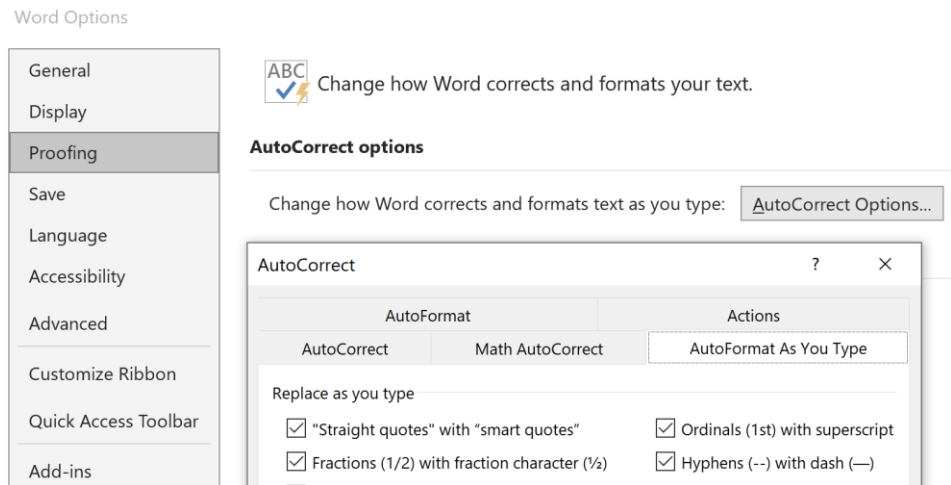 Word Options
General
Display
Proofing
Save
Language
Accessibility
Advanced
Customize Ribbon
Quick Access Toolbar
Add-ins
ABC
Change how Word corrects and formats your text.
AutoCorrect options
Change how Word corrects and formats text as you type: AutoCorrect Options...
AutoCorrect ? ×
AutoFormat Actions
AutoCorrect Math AutoCorrect AutoFormat As You Type
Replace as you type
"Straight quotes" with “smart quotes” Ordinals (1st) with superscript
Fractions (1/2) with fraction character (½) Hyphens (--) with dash (—)